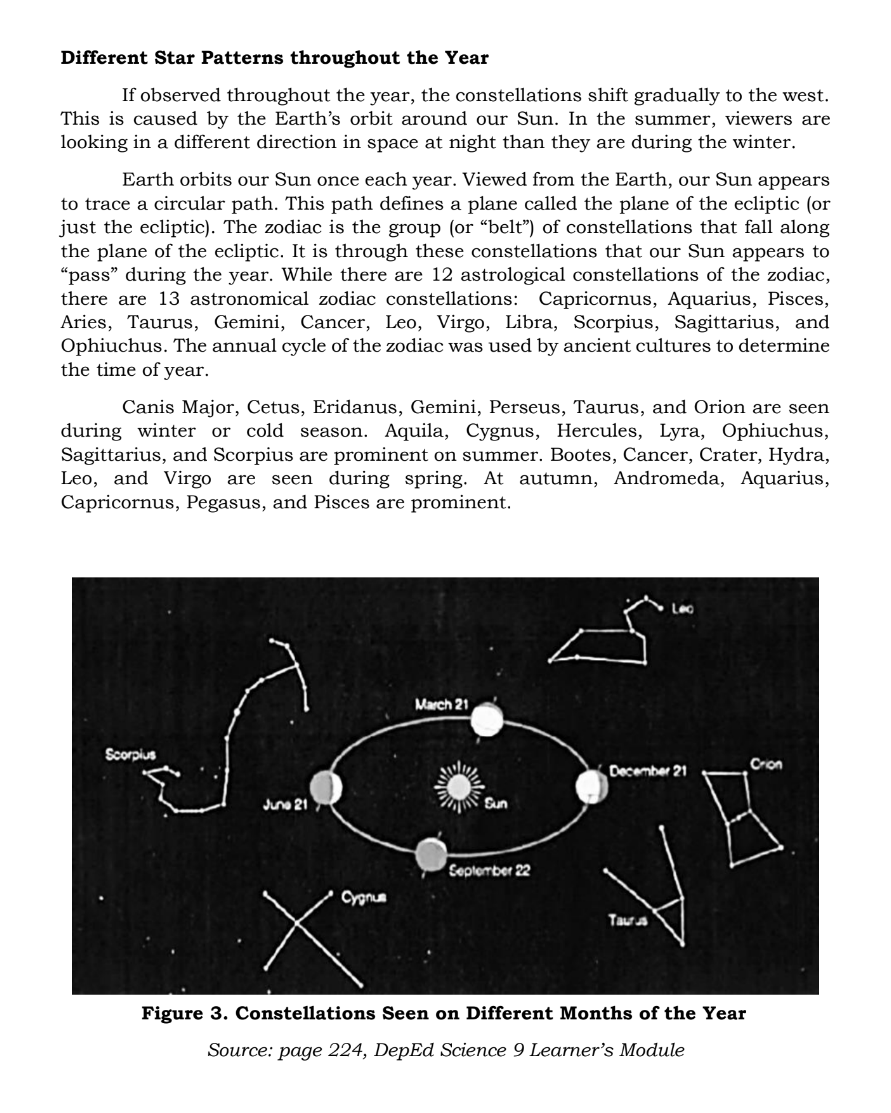 Different Star Patterns throughout the Year
If observed throughout the year, the constellations shift gradually to the west.
This is caused by the Earth’s orbit around our Sun. In the summer, viewers are
looking in a different direction in space at night than they are during the winter.
Earth orbits our Sun once each year. Viewed from the Earth, our Sun appears
to trace a circular path. This path defines a plane called the plane of the ecliptic (or
just the ecliptic). The zodiac is the group (or “belt”) of constellations that fall along
the plane of the ecliptic. It is through these constellations that our Sun appears to
“pass” during the year. While there are 12 astrological constellations of the zodiac,
there are 13 astronomical zodiac constellations: Capricornus, Aquarius, Pisces,
Aries, Taurus, Gemini, Cancer, Leo, Virgo, Libra, Scorpius, Sagittarius, and
Ophiuchus. The annual cycle of the zodiac was used by ancient cultures to determine
the time of year.
Canis Major, Cetus, Eridanus, Gemini, Perseus, Taurus, and Orion are seen
during winter or cold season. Aquila, Cygnus, Hercules, Lyra, Ophiuchus,
Sagittarius, and Scorpius are prominent on summer. Bootes, Cancer, Crater, Hydra,
Leo, and Virgo are seen during spring. At autumn, Andromeda, Aquarius,
Capricornus, Pegasus, and Pisces are prominent.
Leo
March 21
Scorpius
December 21
Orion
June 21
Sun
September 22
Cygnus
Taurus
Figure 3. Constellations Seen on Different Months of the Year
Source: page 224, DepEd Science 9 Learner’s Module